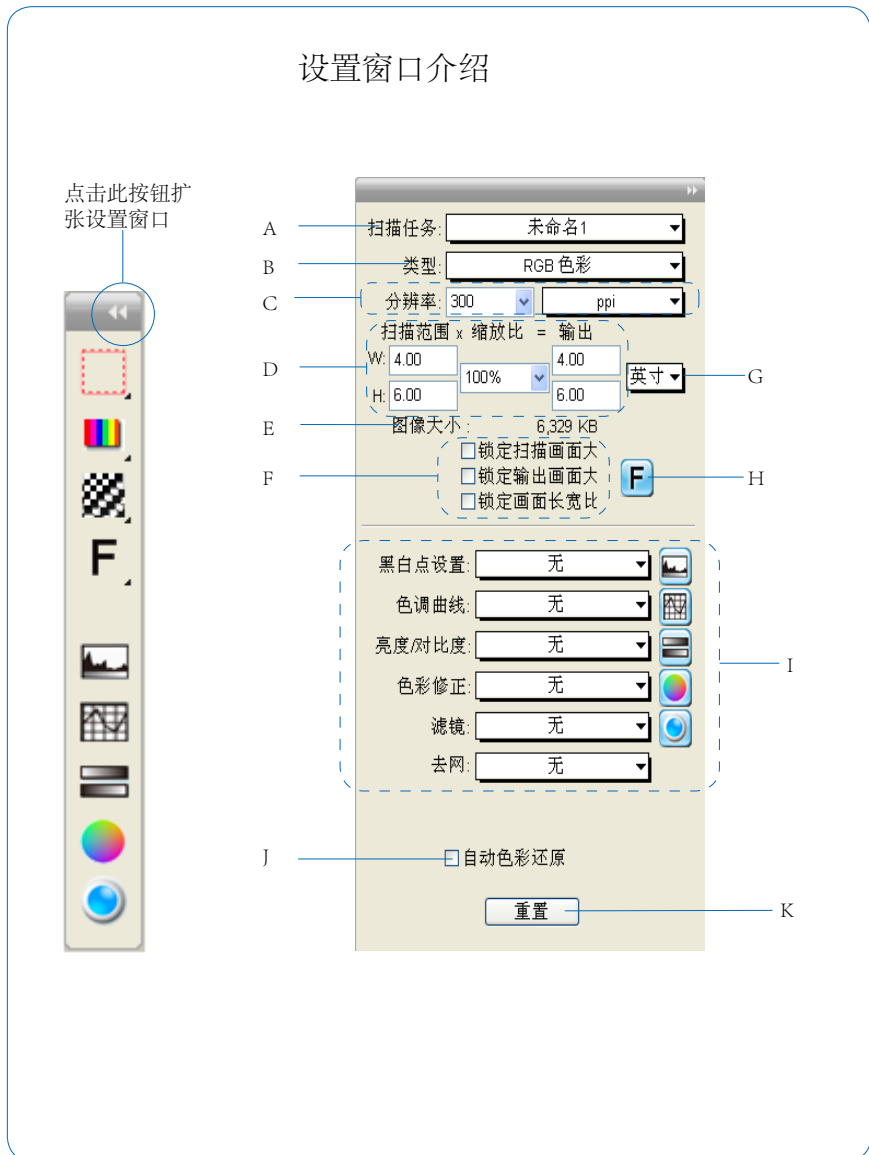 设置窗口介绍
点击此按钮扩
张设置窗口
A
扫描任务: 未命名1
B
类型: RGB 色彩
C
分辨率: 300 ppi
扫描范围 x 缩放比 = 输出
D
W: 4.00 100% 4.00
H: 6.00 6.00
英寸
G
E
图像大小 : 6,329 KB
F
锁定扫描画面大
锁定输出画面大
锁定画面长宽比
F
H
F
黑白点设置: 无
色调曲线: 无
亮度/对比度: 无
色彩修正: 无
滤镜: 无
去网: 无
I
J
自动色彩还原
重置
K